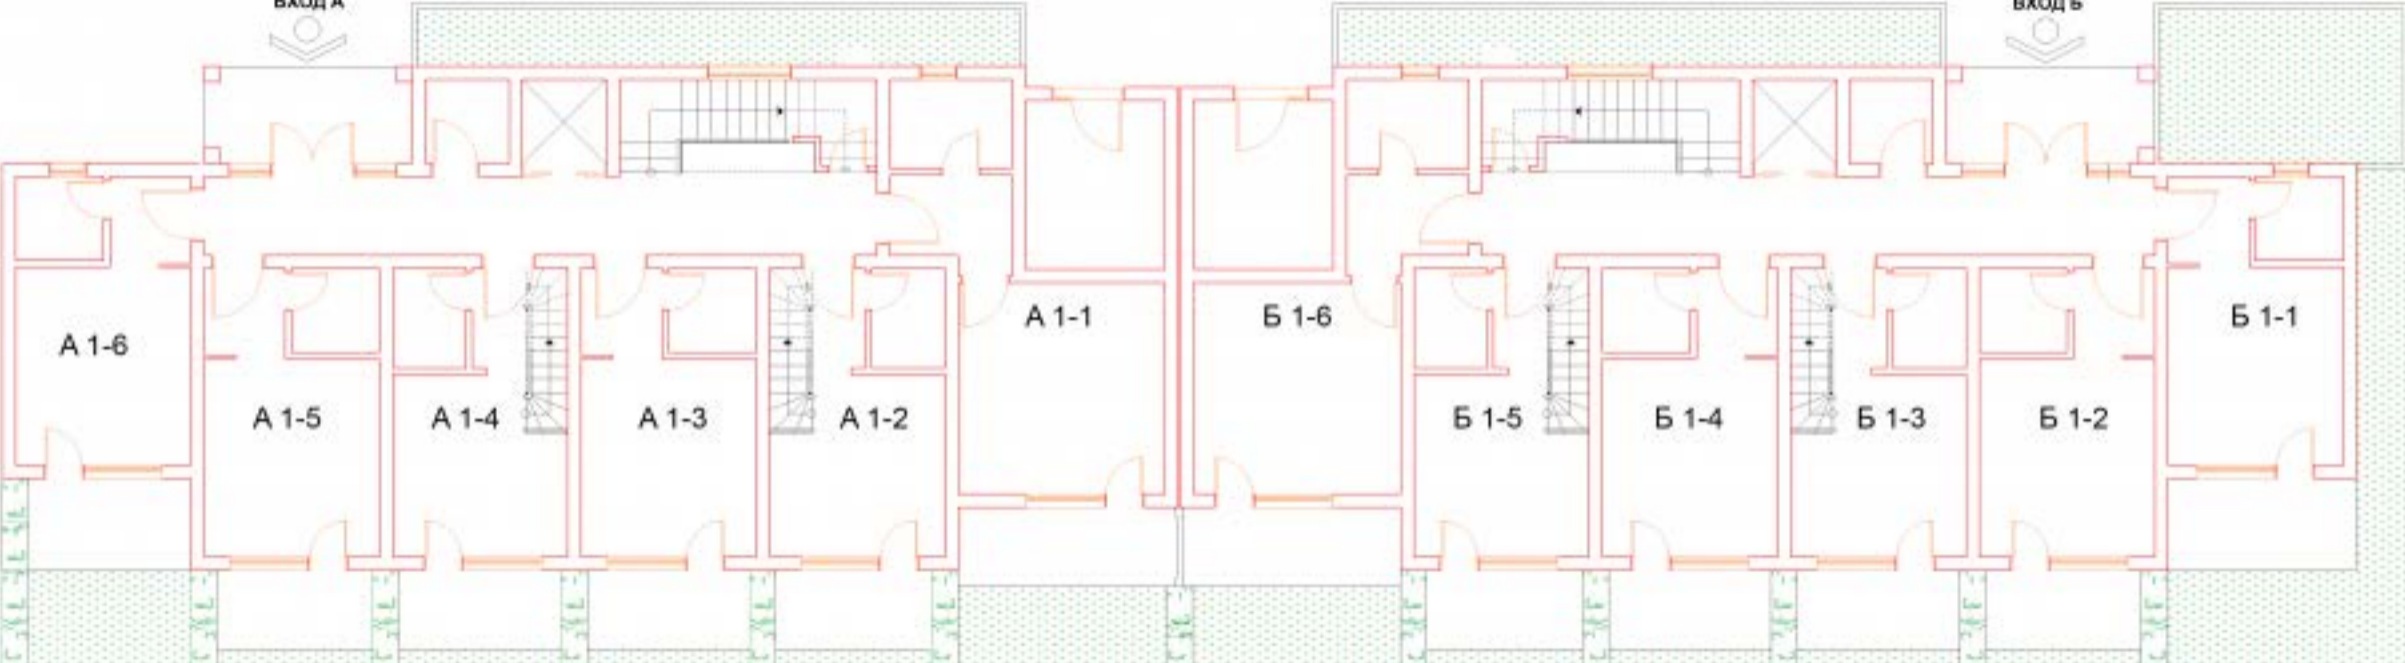 ВХОД А
ВХОД Б
А 1-1
Б 1-6
Б 1-1
А 1-6
А 1-5
А 1-4
А 1-3
А 1-2
Б 1-5
Б 1-4
Б 1-3
Б 1-2